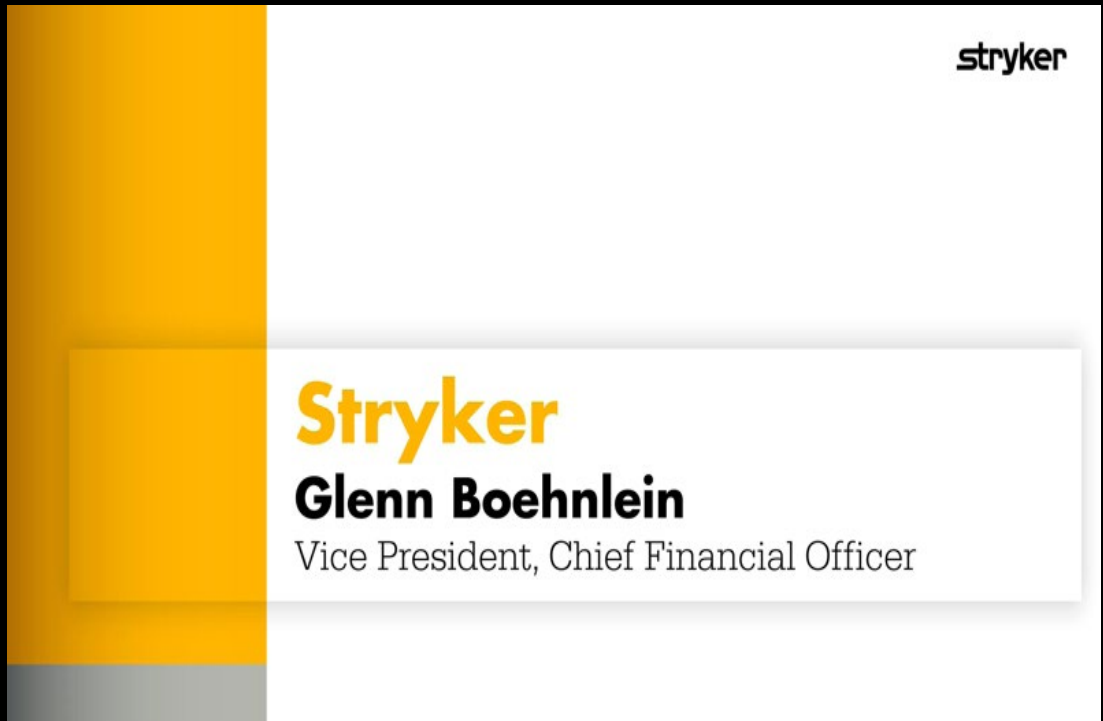 stryker
Stryker
Glenn Boehnlein
Vice President, Chief Financial Officer